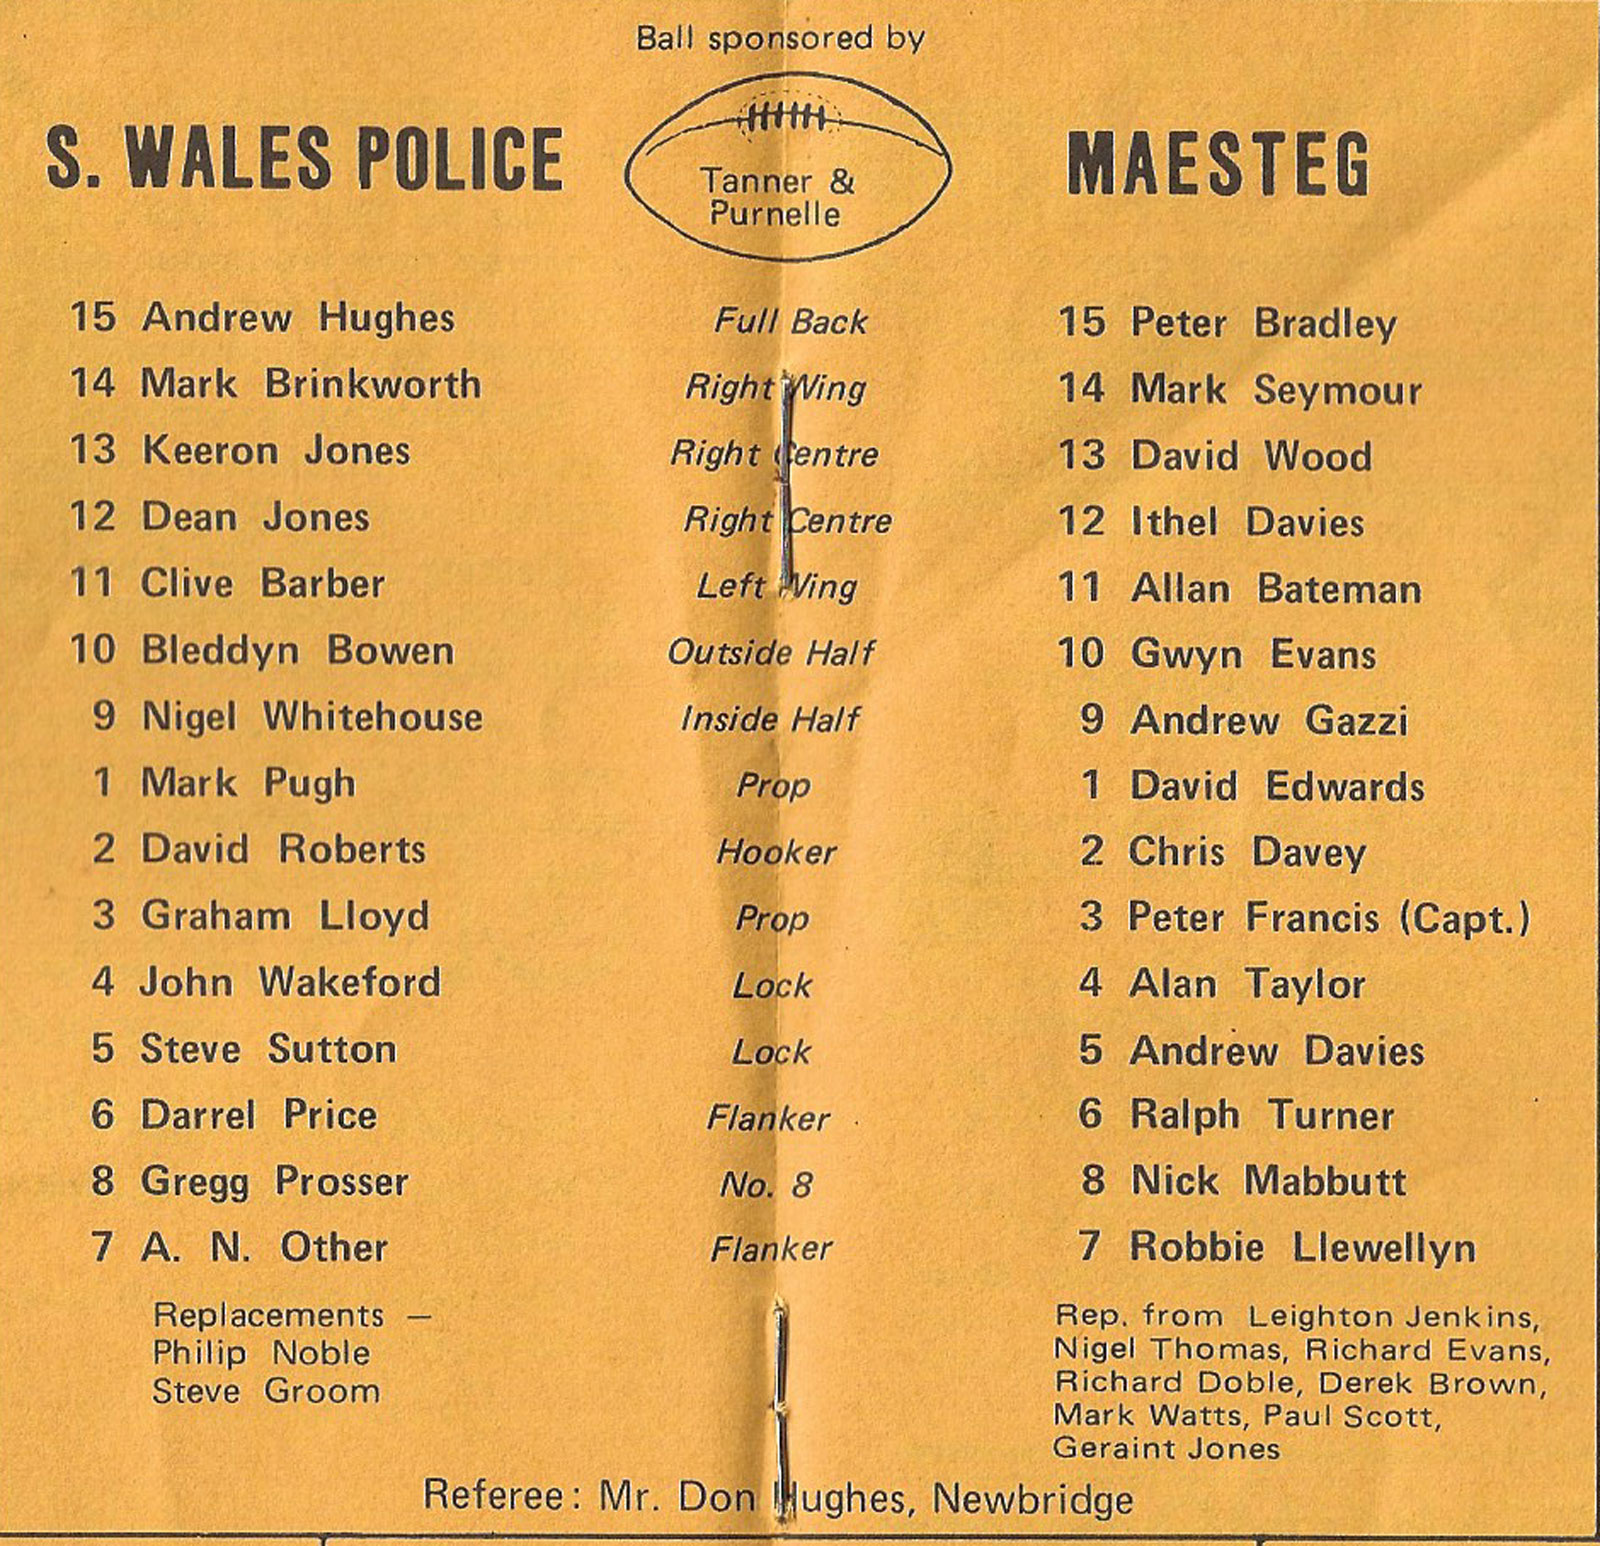 Ball sponsored by
Tanner &
Purnelle
S. WALES POLICE MAESTEG
15 Andrew Hughes Full Back 15 Peter Bradley
14 Mark Brinkworth Right Wing 14 Mark Seymour
13 Keeron Jones Right Centre 13 David Wood
12 Dean Jones Right Centre 12 Ithel Davies
11 Clive Barber Left Wing 11 Allan Bateman
10 Bleddyn Bowen Outside Half 10 Gwyn Evans
9 Nigel Whitehouse Inside Half 9 Andrew Gazzi
1 Mark Pugh Prop 1 David Edwards
2 David Roberts Hooker 2 Chris Davey
3 Graham Lloyd Prop 3 Peter Francis (Capt.)
4 John Wakeford Lock 4 Alan Taylor
5 Steve Sutton Lock 5 Andrew Davies
6 Darrel Price Flanker 6 Ralph Turner
8 Gregg Prosser No. 8 8 Nick Mabbutt
7 A. N. Other Flanker 7 Robbie Llewellyn
Replacements —
Philip Noble
Steve Groom
Rep. from Leighton Jenkins,
Nigel Thomas, Richard Evans,
Richard Doble, Derek Brown,
Mark Watts, Paul Scott,
Geraint Jones
Referee: Mr. Don Hughes, Newbridge